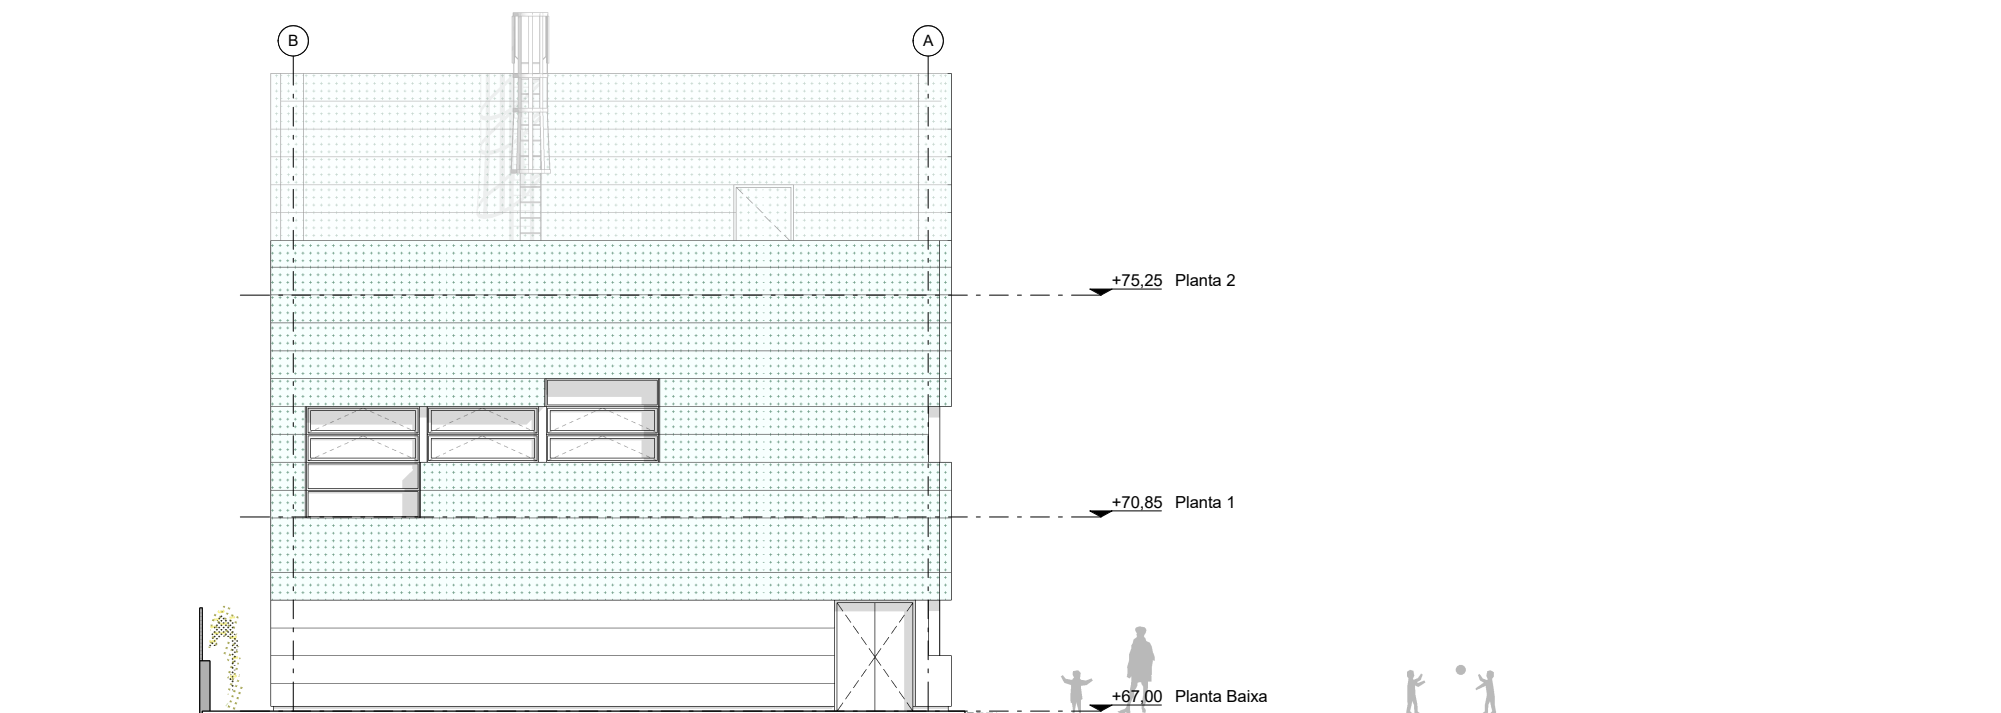 B
A
+75,25 Planta 2
+70,85 Planta 1
+67,00 Planta Baixa